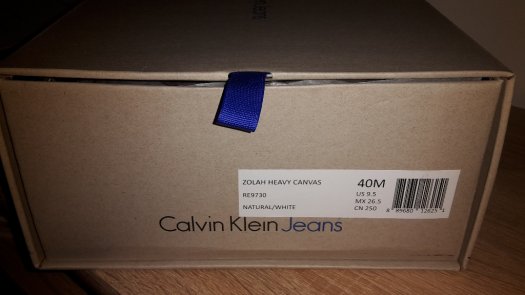 ZOLAH HEAVY CANVAS
RE9730
NATURAL/WHITE
40M
US 9.5
MX 26.5
CN 250
Calvin Klein Jeans